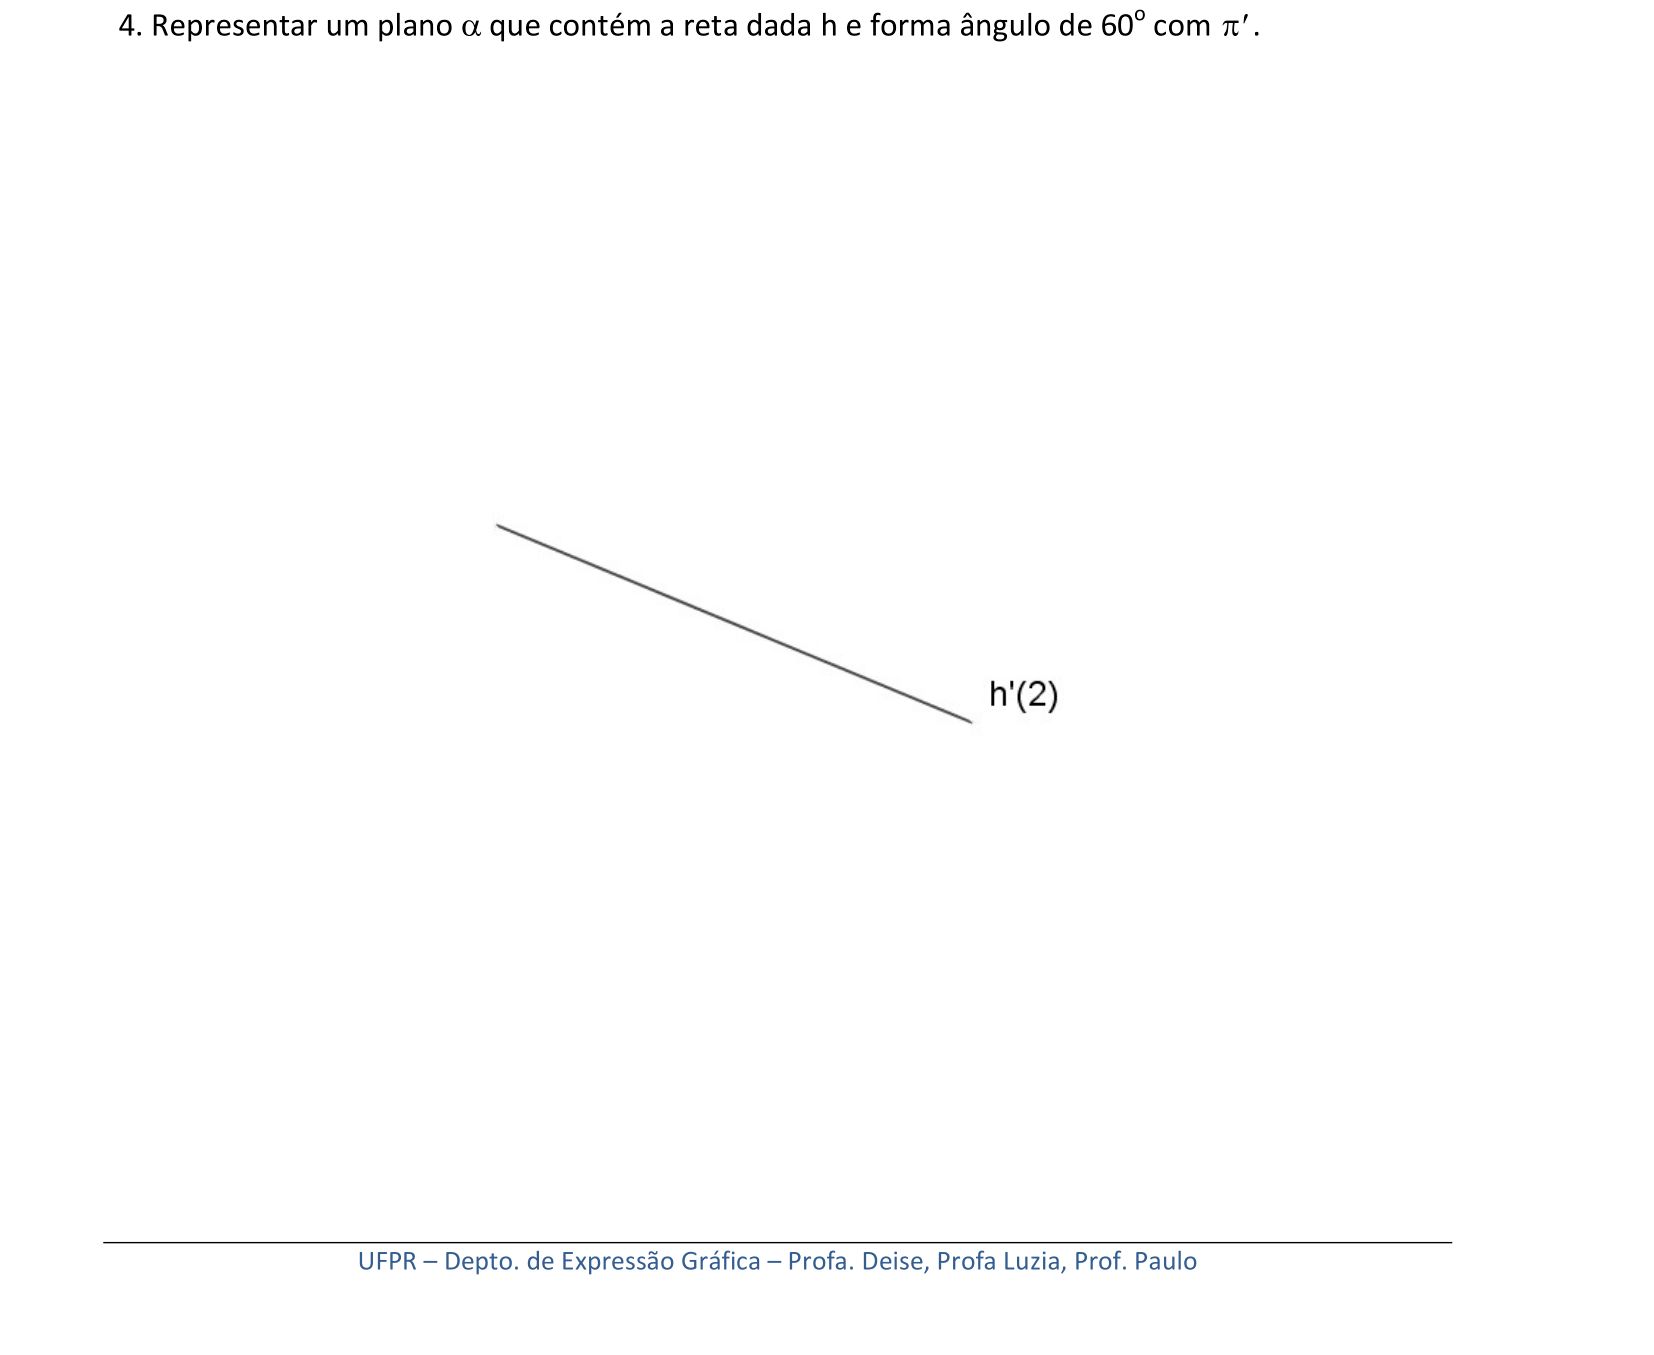 4. Representar um plano α que contém a reta dada h e forma ângulo de 60º com π′.
h'(2)
UFPR – Depto. de Expressão Gráfica – Profa. Deise, Profa Luzia, Prof. Paulo